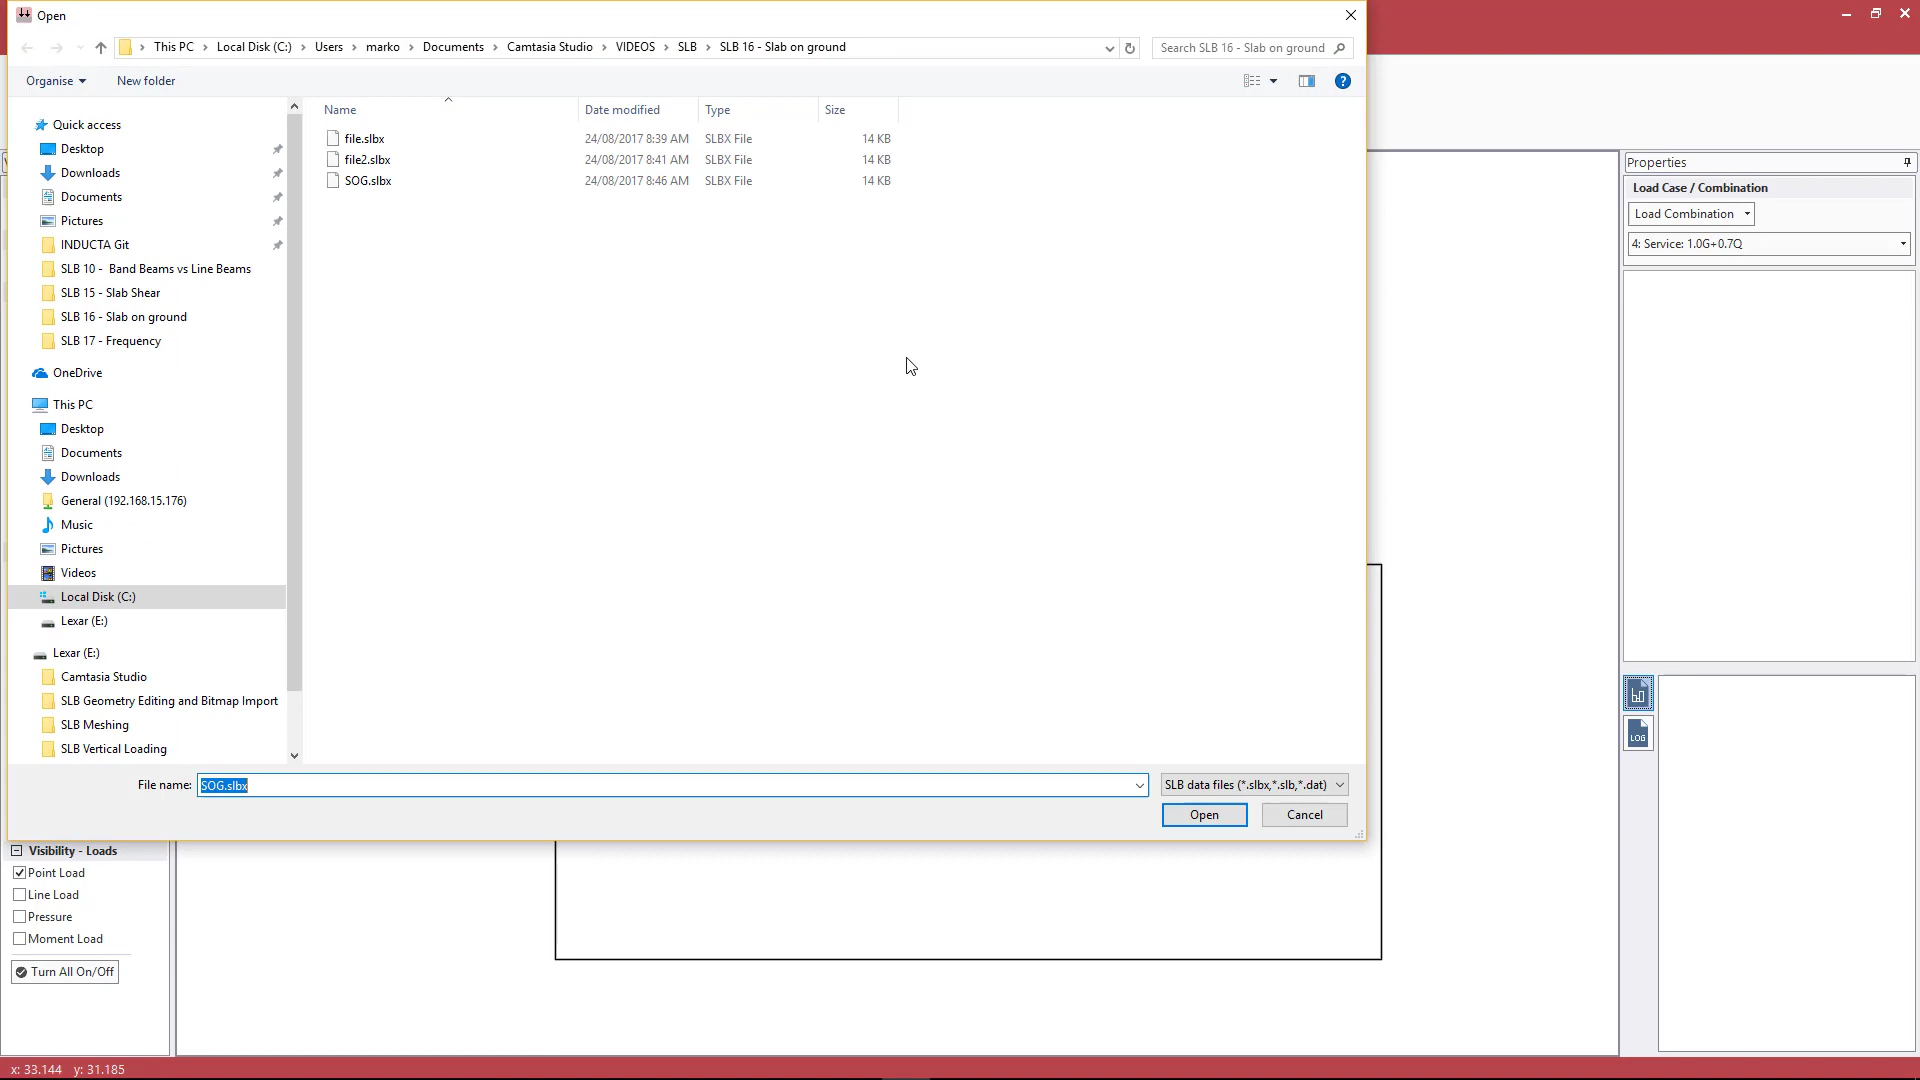 Open
This PC > Local Disk (C:) > Users > marko > Documents > Camtasia Studio > VIDEOS > SLB > SLB 16 - Slab on ground
Search SLB 16 - Slab on ground
Organise
New folder
Name
Date modified
Type
Size
file.slbx 24/08/2017 8:39 AM SLBX File 14 KB
file2.slbx 24/08/2017 8:41 AM SLBX File 14 KB
SOG.slbx 24/08/2017 8:46 AM SLBX File 14 KB
Quick access
Desktop
Downloads
Documents
Pictures
INDUCTA Git
SLB 10 - Band Beams vs Line Beams
SLB 15 - Slab Shear
SLB 16 - Slab on ground
SLB 17 - Frequency
OneDrive
This PC
Desktop
Documents
Downloads
General (192.168.15.176)
Music
Pictures
Videos
Local Disk (C:)
Lexar (E:)
Lexar (E:)
Camtasia Studio
SLB Geometry Editing and Bitmap Import
SLB Meshing
SLB Vertical Loading
File name: SOG.slbx
SLB data files (*.slbx,*.slb,*.dat)
Open
Cancel
Properties
Load Case / Combination
Load Combination
4: Service: 1.0G+0.7Q
LOG
Visibility - Loads
Point Load
Line Load
Pressure
Moment Load
Turn All On/Off
x: 33.144 y: 31.185